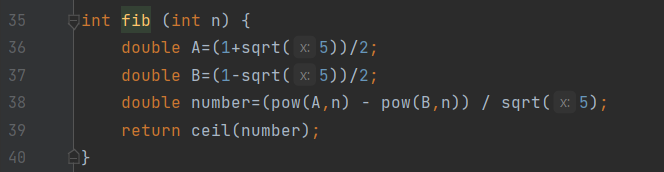 35 int fib (int n) {
36 double A=(1+sqrt( x: 5))/2;
37 double B=(1-sqrt( x: 5))/2;
38 double number=(pow(A,n) - pow(B,n)) / sqrt( x: 5);
39 return ceil(number);
40 }